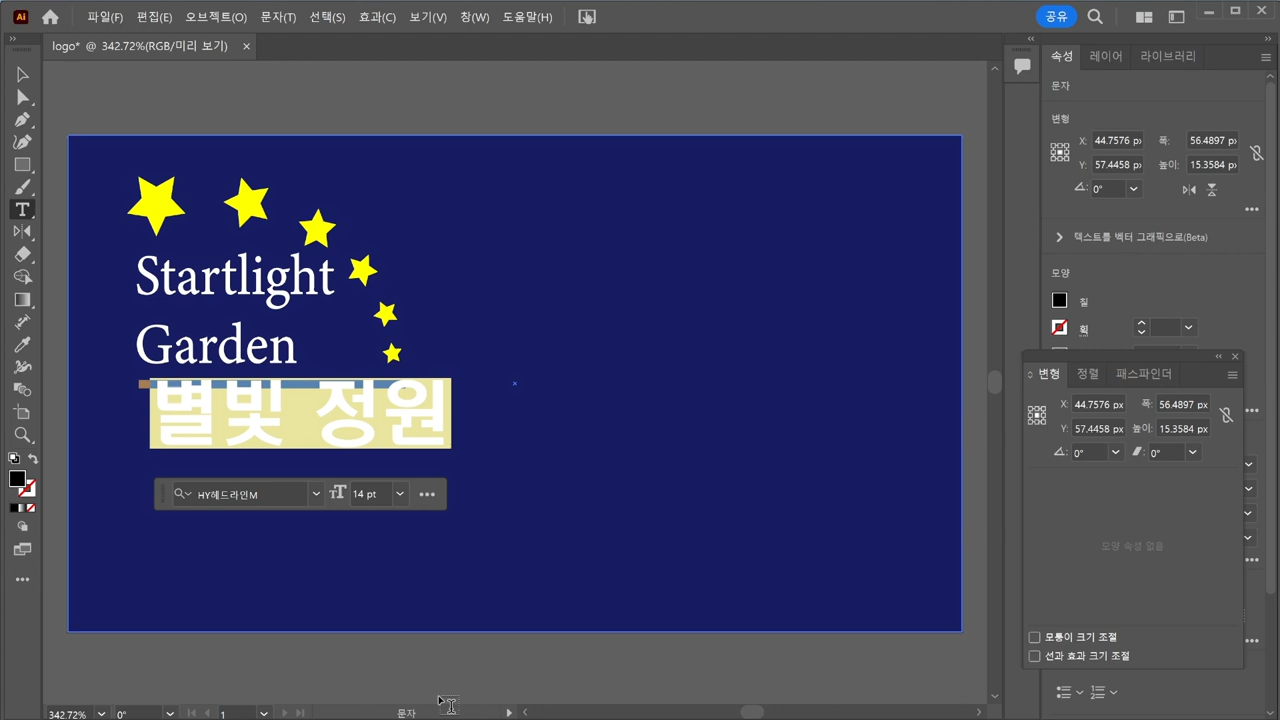 Ai 파일(F) 편집(E) 오브젝트(O) 문자(T) 선택(S) 효과(C) 보기(V) 창(W) 도움말(H) 공유
logo* @ 342.72%(RGB/미리 보기)
속성 레이어 라이브러리
문자
변형
X: 44.7576 px 폭: 56.4897 px
Y: 57.4458 px 높이: 15.3584 px
0°
텍스트를 벡터 그래픽으로(Beta)
모양
칠
획
Startlight
Garden
별빛 정원
HY헤드라인M 14 pt
변형 정렬 패스파인더
X: 44.7576 px 폭: 56.4897 px
Y: 57.4458 px 높이: 15.3584 px
0° 0°
모양 속성 없음
모퉁이 크기 조절
선과 효과 크기 조절
342.72% 0° 1 문자